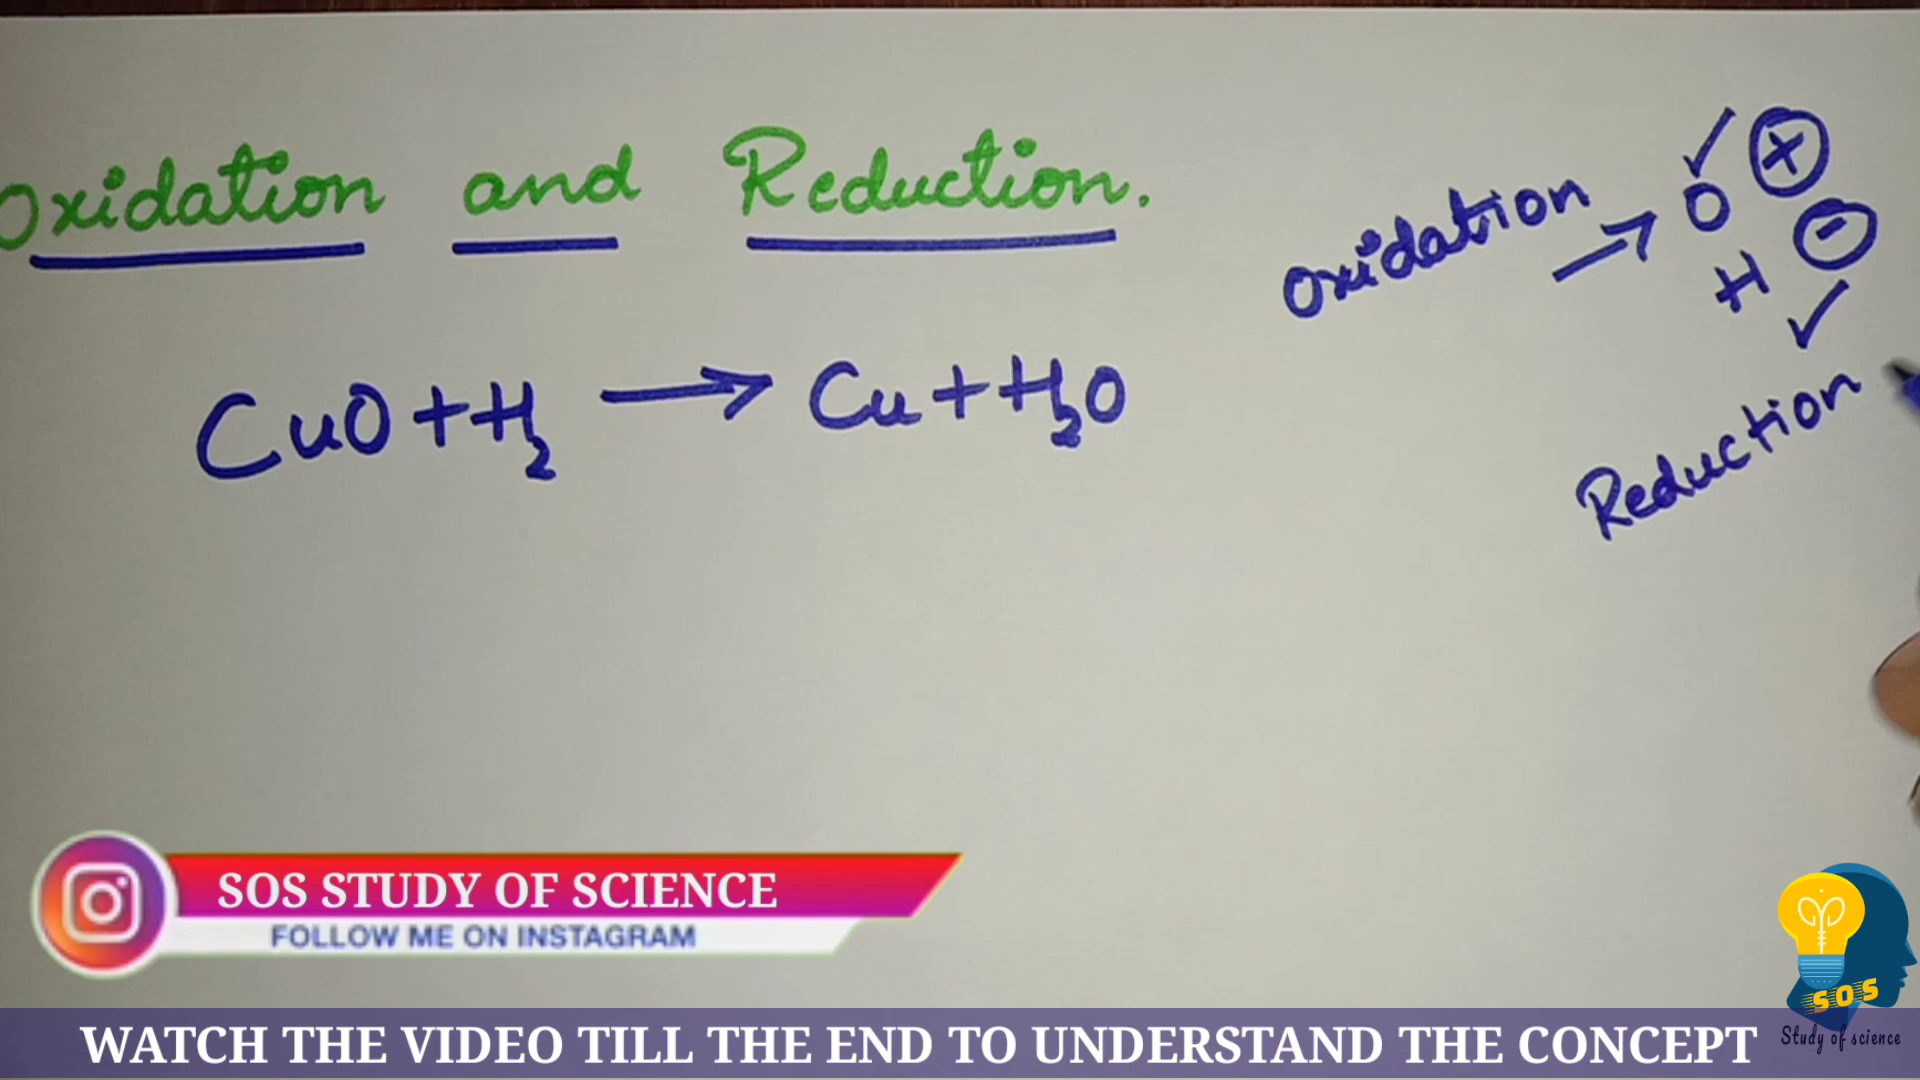 Oxidation and Reduction.
CuO + H₂ → Cu + H₂O
Oxidation → O ⊕
H ⊖
Reduction
SOS STUDY OF SCIENCE
FOLLOW ME ON INSTAGRAM
SOS
Study of science
WATCH THE VIDEO TILL THE END TO UNDERSTAND THE CONCEPT